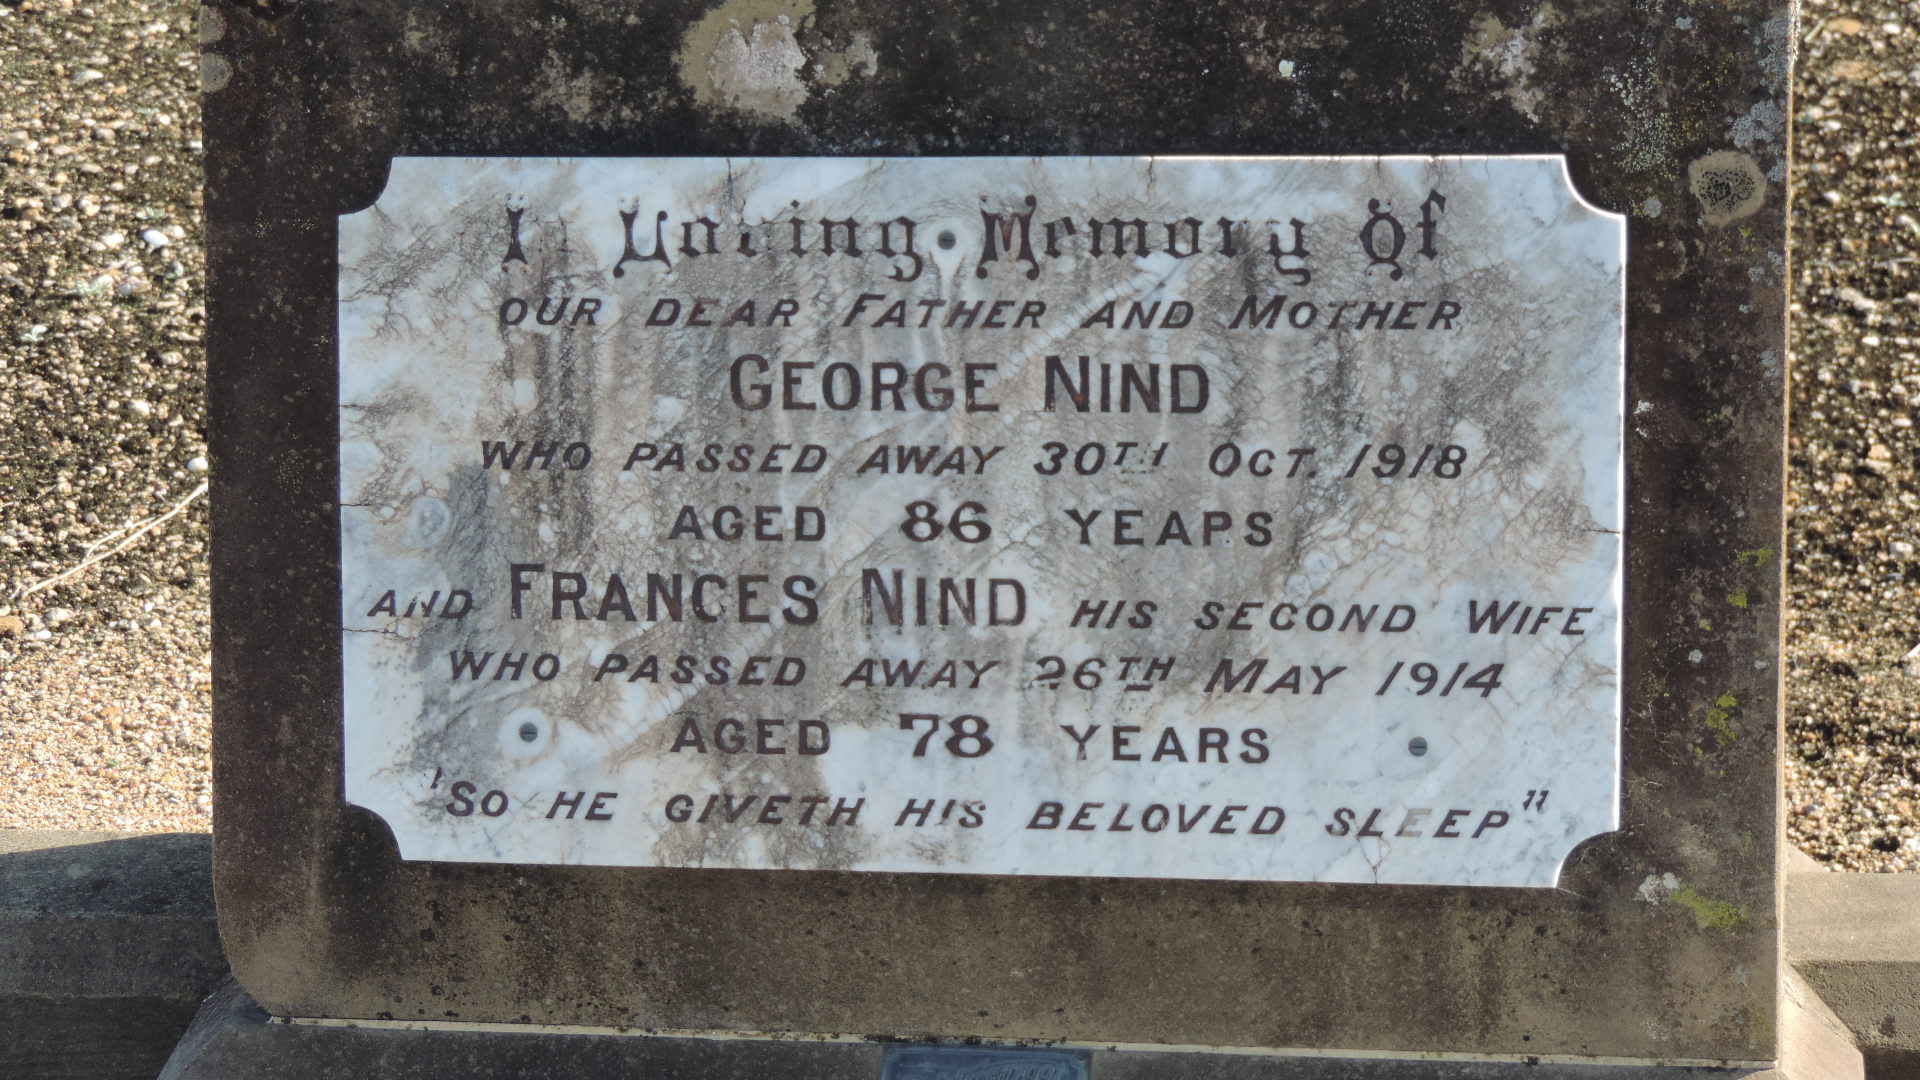 In Loving Memory Of
OUR DEAR FATHER AND MOTHER
GEORGE NIND
WHO PASSED AWAY 30TH OCT. 1918
AGED 86 YEARS
AND FRANCES NIND HIS SECOND WIFE
WHO PASSED AWAY 26TH MAY 1914
AGED 78 YEARS
"SO HE GIVETH HIS BELOVED SLEEP"